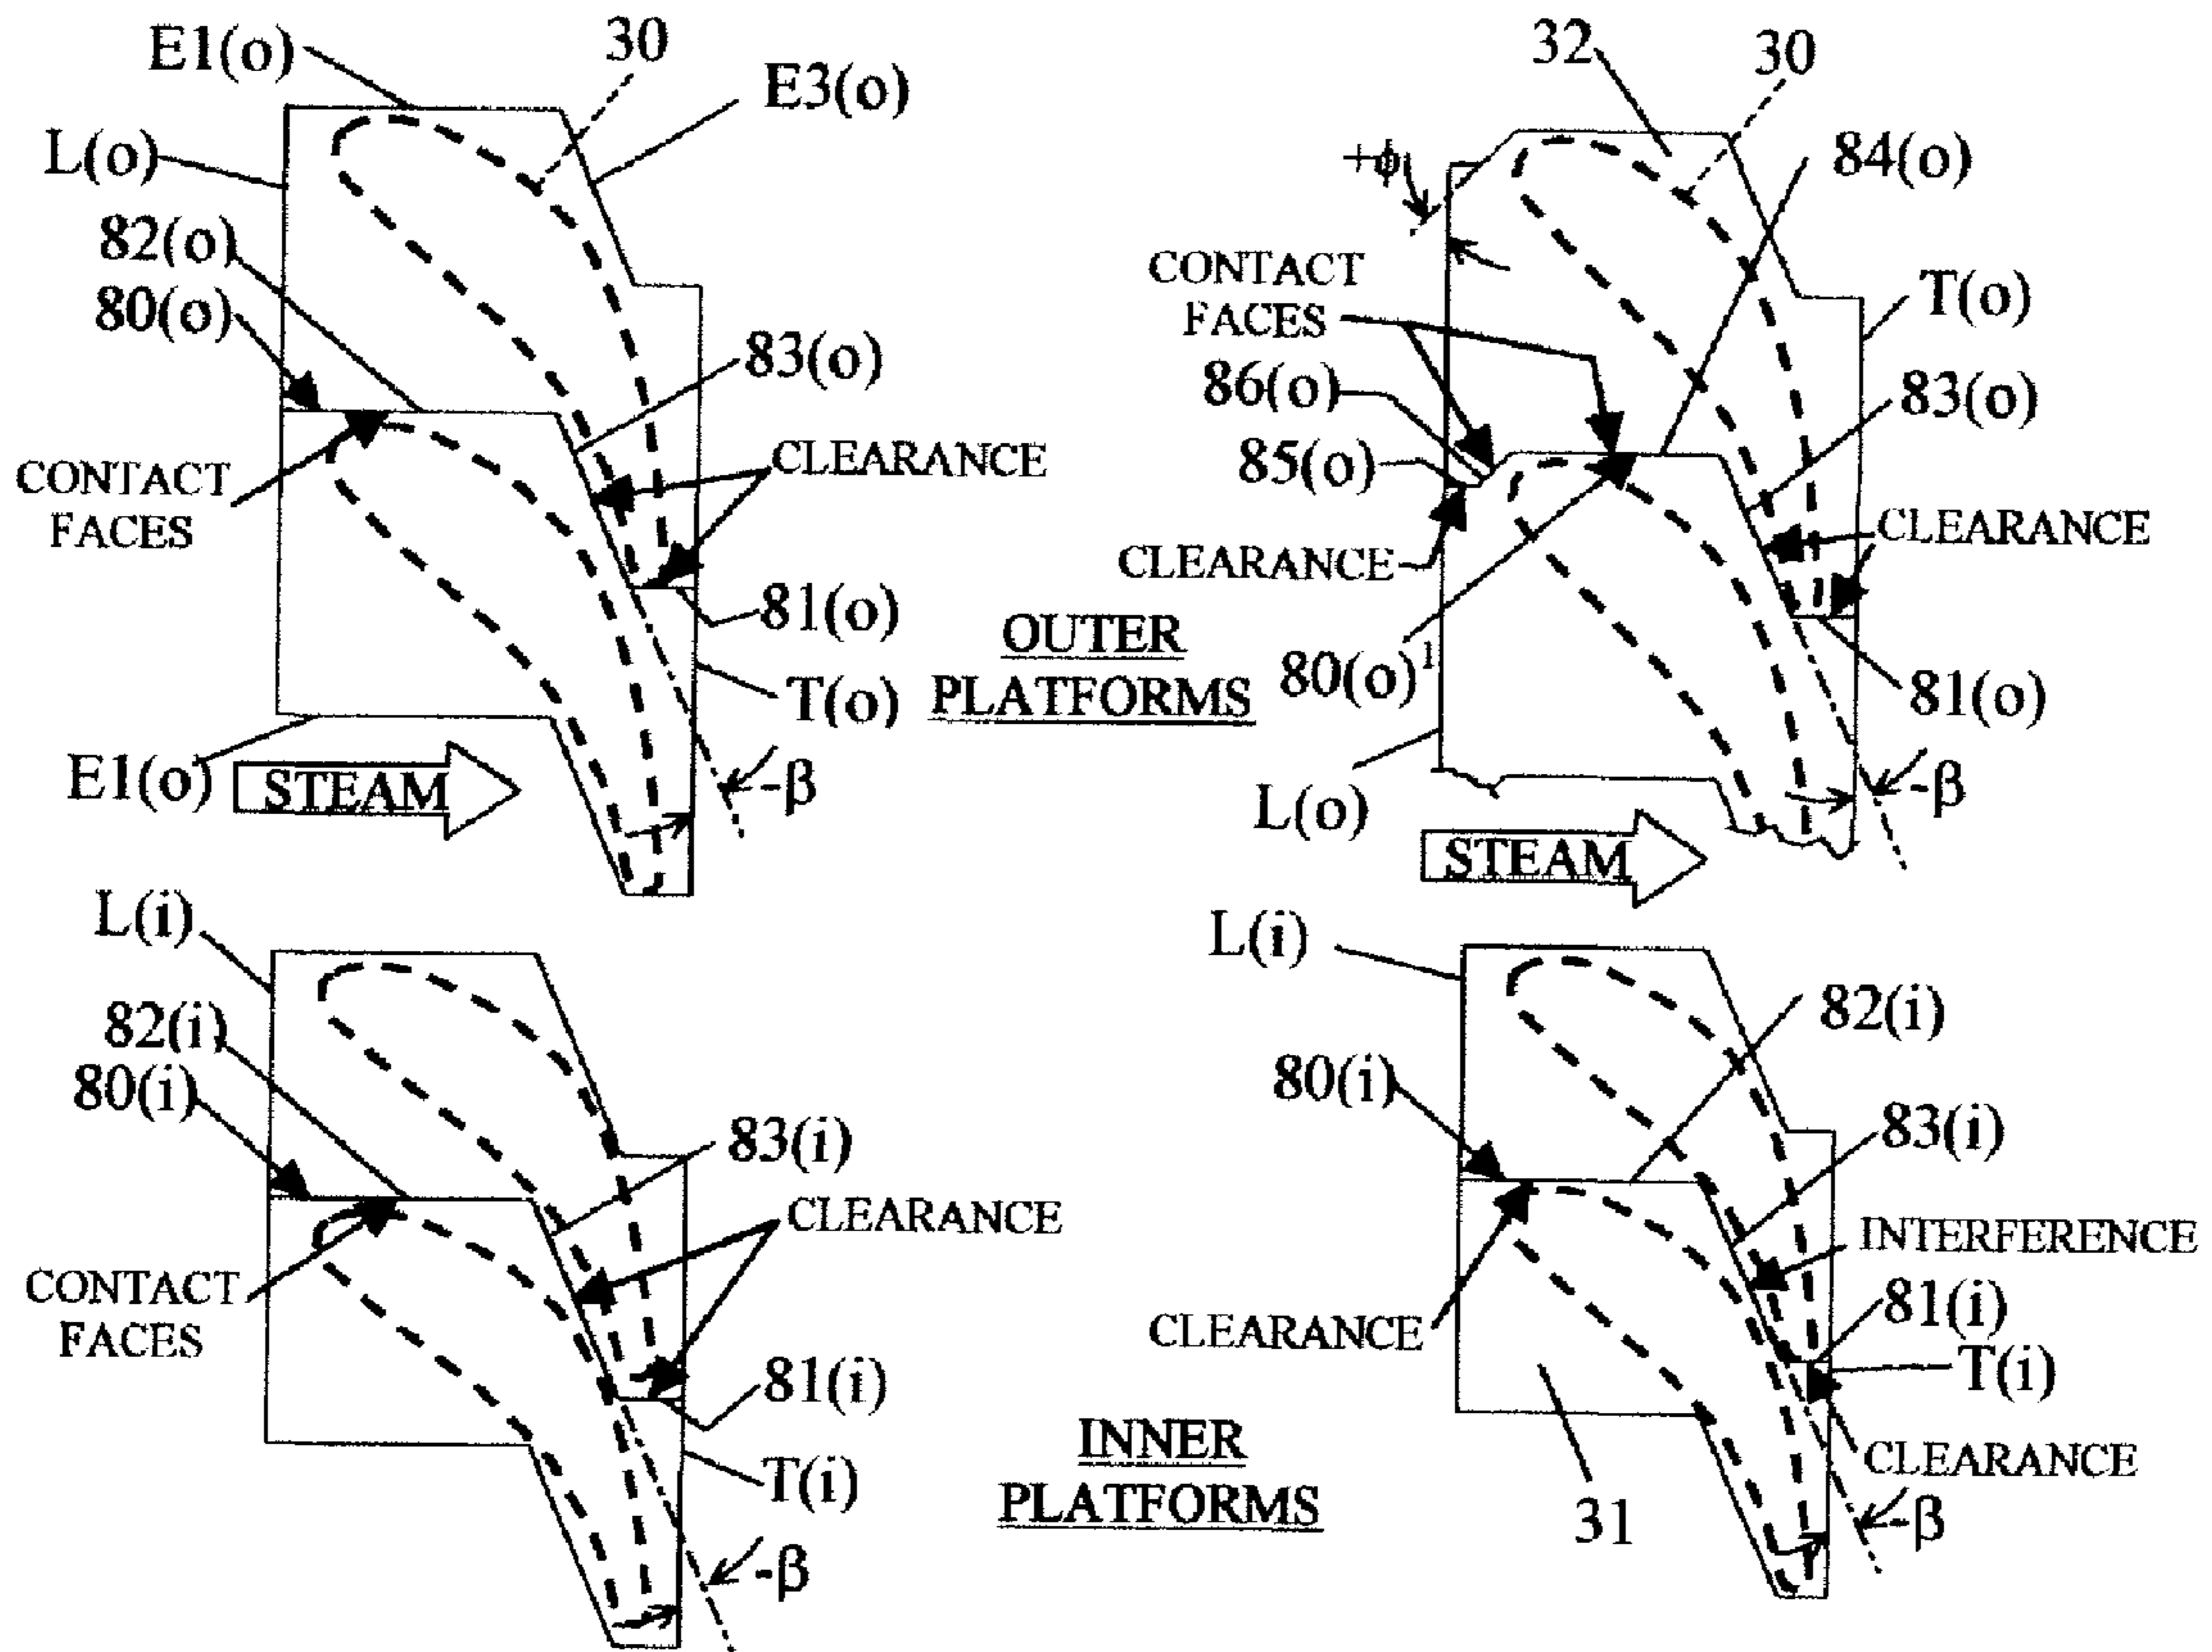 E1(o)
30
E3(o)
L(o)
82(o)
80(o)
83(o)
CONTACT
FACES
CLEARANCE
81(o)
T(o)
E1(o)
STEAM
-β
OUTER
PLATFORMS
32
30
+ϕ
84(o)
CONTACT
FACES
T(o)
86(o)
83(o)
85(o)
CLEARANCE
CLEARANCE
80(o)¹
81(o)
L(o)
-β
STEAM
L(i)
82(i)
80(i)
83(i)
CLEARANCE
CONTACT
FACES
81(i)
T(i)
-β
INNER
PLATFORMS
L(i)
82(i)
80(i)
83(i)
INTERFERENCE
81(i)
CLEARANCE
T(i)
CLEARANCE
31
-β